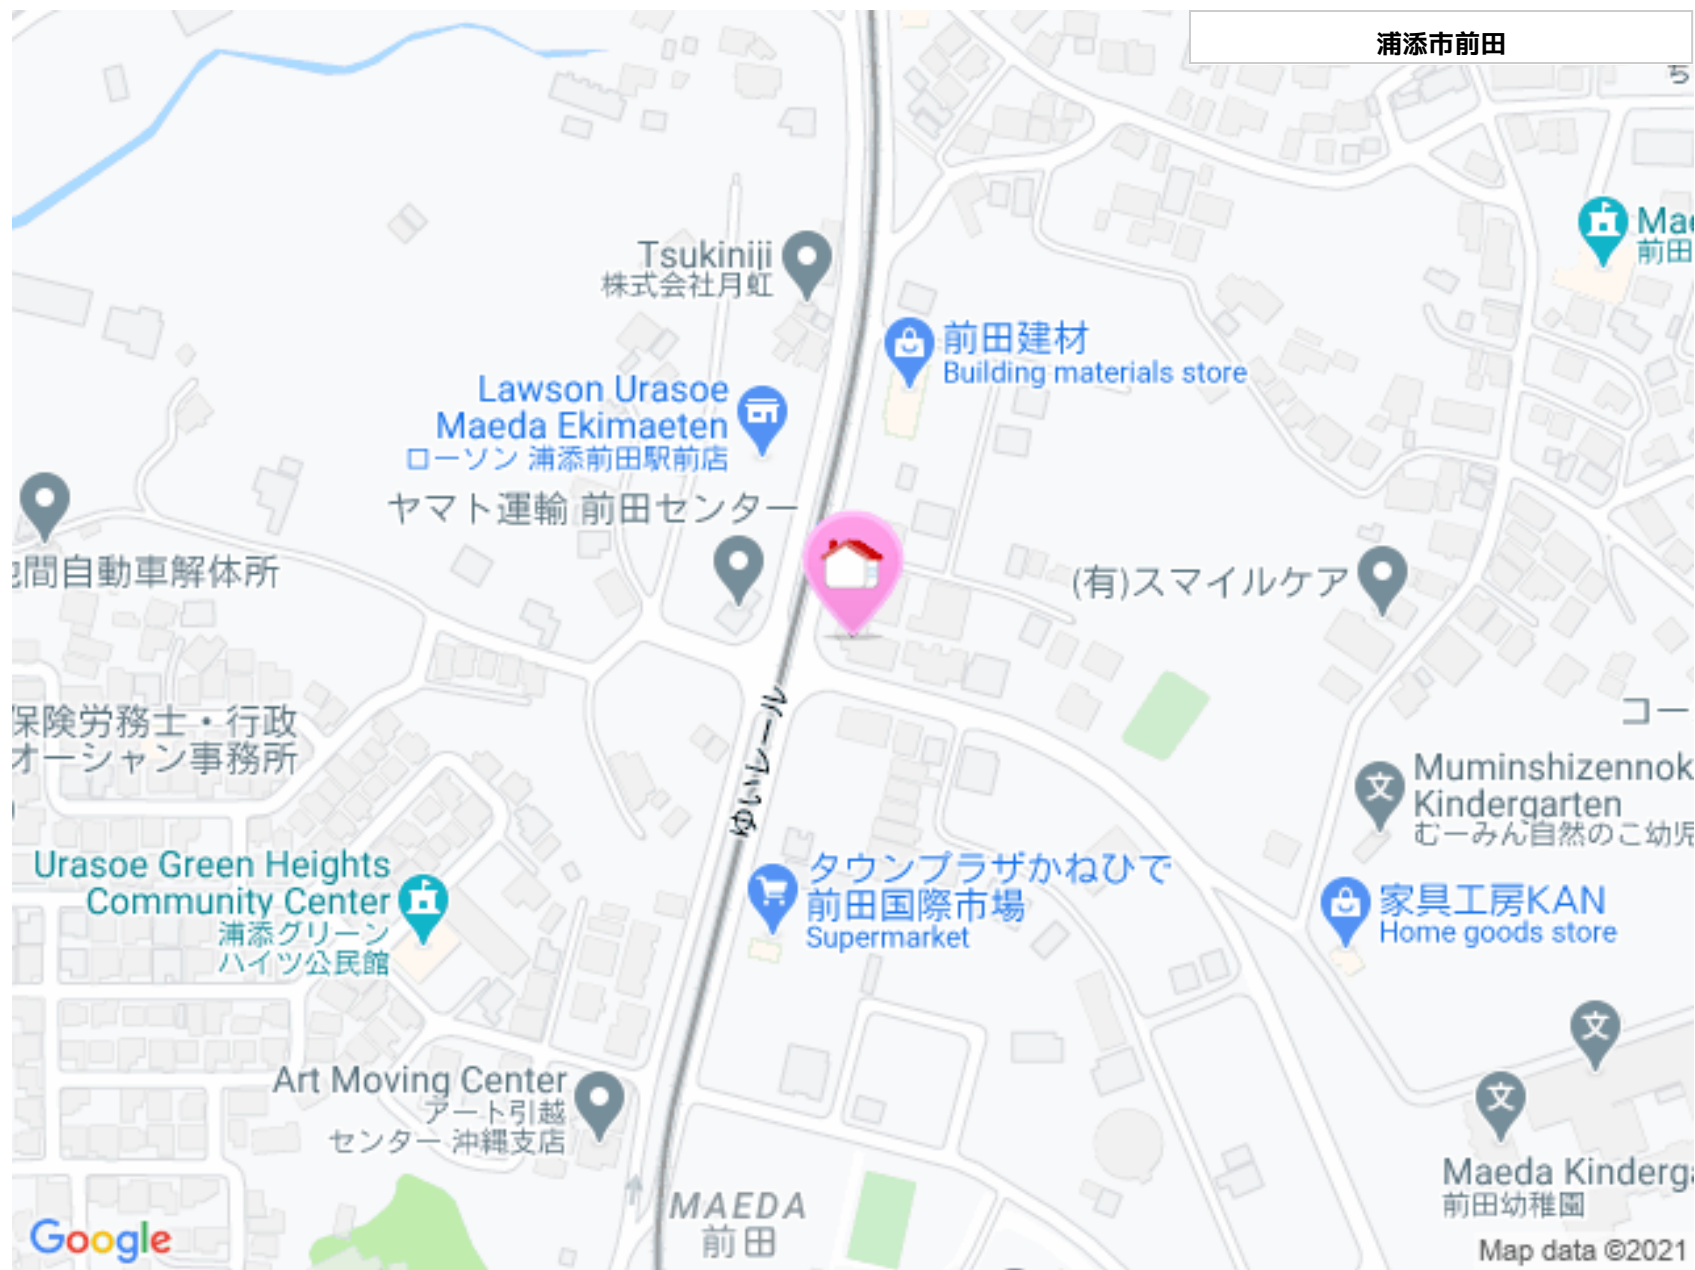 浦添市前田
ち
Tsukiniji
株式会社月虹
前田
前田建材
Building materials store
Lawson Urasoe
Maeda Ekimaeten
ローソン 浦添前田駅前店
ヤマト運輸 前田センター
間自動車解体所
(有)スマイルケア
保険労務士・行政
オーシャン事務所
コー
ゆいレール
Muminshizennok
Kindergarten
むーみん自然のこ幼児
Urasoe Green Heights
Community Center
浦添グリーン
ハイツ公民館
タウンプラザかねひで
前田国際市場
Supermarket
家具工房KAN
Home goods store
文
文
文
Art Moving Center
アート引越
センター 沖縄支店
MAEDA
前田
Maeda Kinderga
前田幼稚園
Google
Map data ©2021